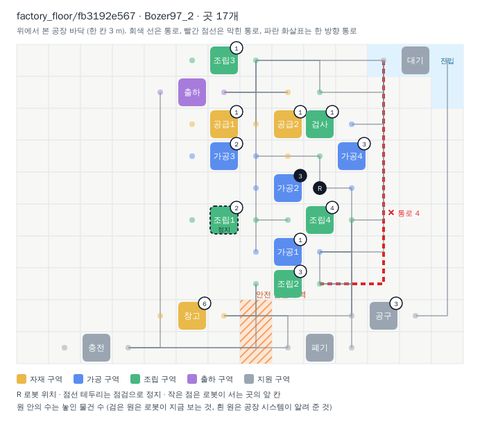 factory_floor/fb3192e567 · Bozer97_2 · 곳 17개
위에서 본 공장 바닥 (한 칸 3 m). 회색 선은 통로, 빨간 점선은 막힌 통로, 파란 화살표는 한 방향 통로
조립3 1
대기
출하
공급1 1
공급2 1
검사 1
가공3 2
가공4 3
가공2 3
R
조립1 2
정지
조립4 4
✕ 통로 4
가공1 1
조립2 3
안전
창고 6
공구 3
충전
폐기
자재 구역
가공 구역
조립 구역
출하 구역
지원 구역
R 로봇 위치 · 점선 테두리는 점검으로 정지 · 작은 점은 로봇이 서는 곳의 앞 칸
원 안의 수는 놓인 물건 수 (검은 원은 로봇이 지금 보는 것, 흰 원은 공장 시스템이 알려 준 것)